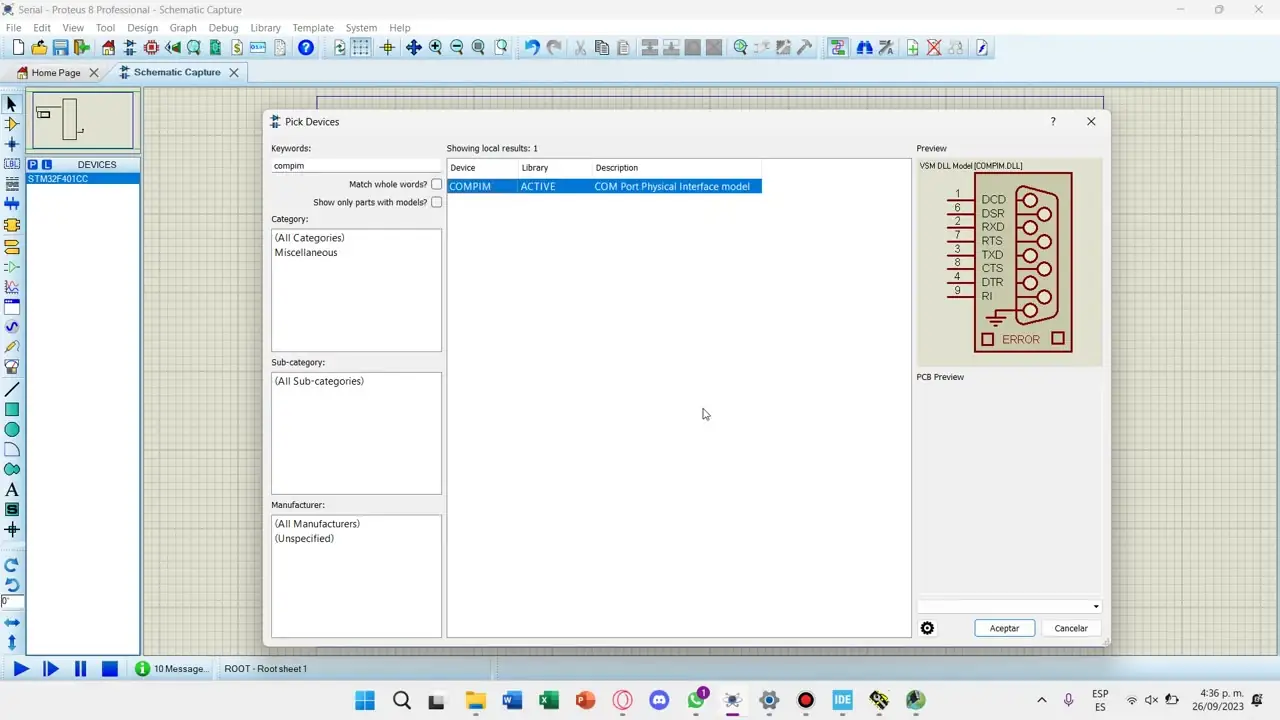 Serial - Proteus 8 Professional - Schematic Capture
File Edit View Tool Design Graph Debug Library Template System Help
Home Page
Schematic Capture
P L DEVICES
STM32F401CC
Pick Devices
?
Keywords:
compim
Match whole words?
Show only parts with models?
Category:
(All Categories)
Miscellaneous
Sub-category:
(All Sub-categories)
Manufacturer:
(All Manufacturers)
(Unspecified)
Showing local results: 1
Device Library Description
COMPIM ACTIVE COM Port Physical Interface model
Preview
VSM DLL Model [COMPIM.DLL]
1 DCD
6 DSR
2 RXD
7 RTS
3 TXD
8 CTS
4 DTR
9 RI
ERROR
PCB Preview
Aceptar Cancelar
0°
10 Message...
ROOT - Root sheet 1
1
IDE
ESP
ES
4:36 p. m.
26/09/2023